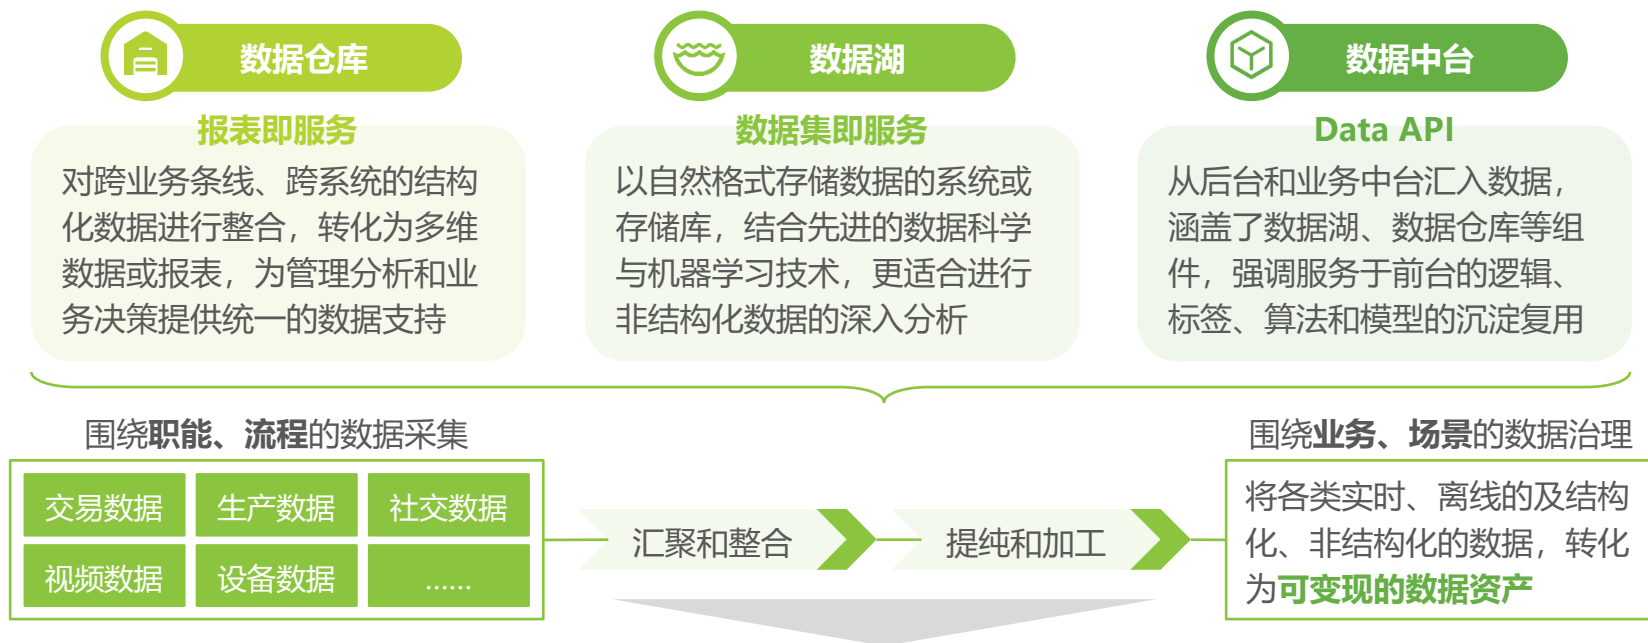 数据仓库
报表即服务
对跨业务条线、跨系统的结构
化数据进行整合，转化为多维
数据或报表，为管理分析和业
务决策提供统一的数据支持
数据湖
数据集即服务
以自然格式存储数据的系统或
存储库，结合先进的数据科学
与机器学习技术，更适合进行
非结构化数据的深入分析
数据中台
Data API
从后台和业务中台汇入数据，
涵盖了数据湖、数据仓库等组
件，强调服务于前台的逻辑、
标签、算法和模型的沉淀复用
围绕职能、流程的数据采集
交易数据
生产数据
社交数据
视频数据
设备数据
......
汇聚和整合
提纯和加工
围绕业务、场景的数据治理
将各类实时、离线的及结构
化、非结构化的数据，转化
为可变现的数据资产